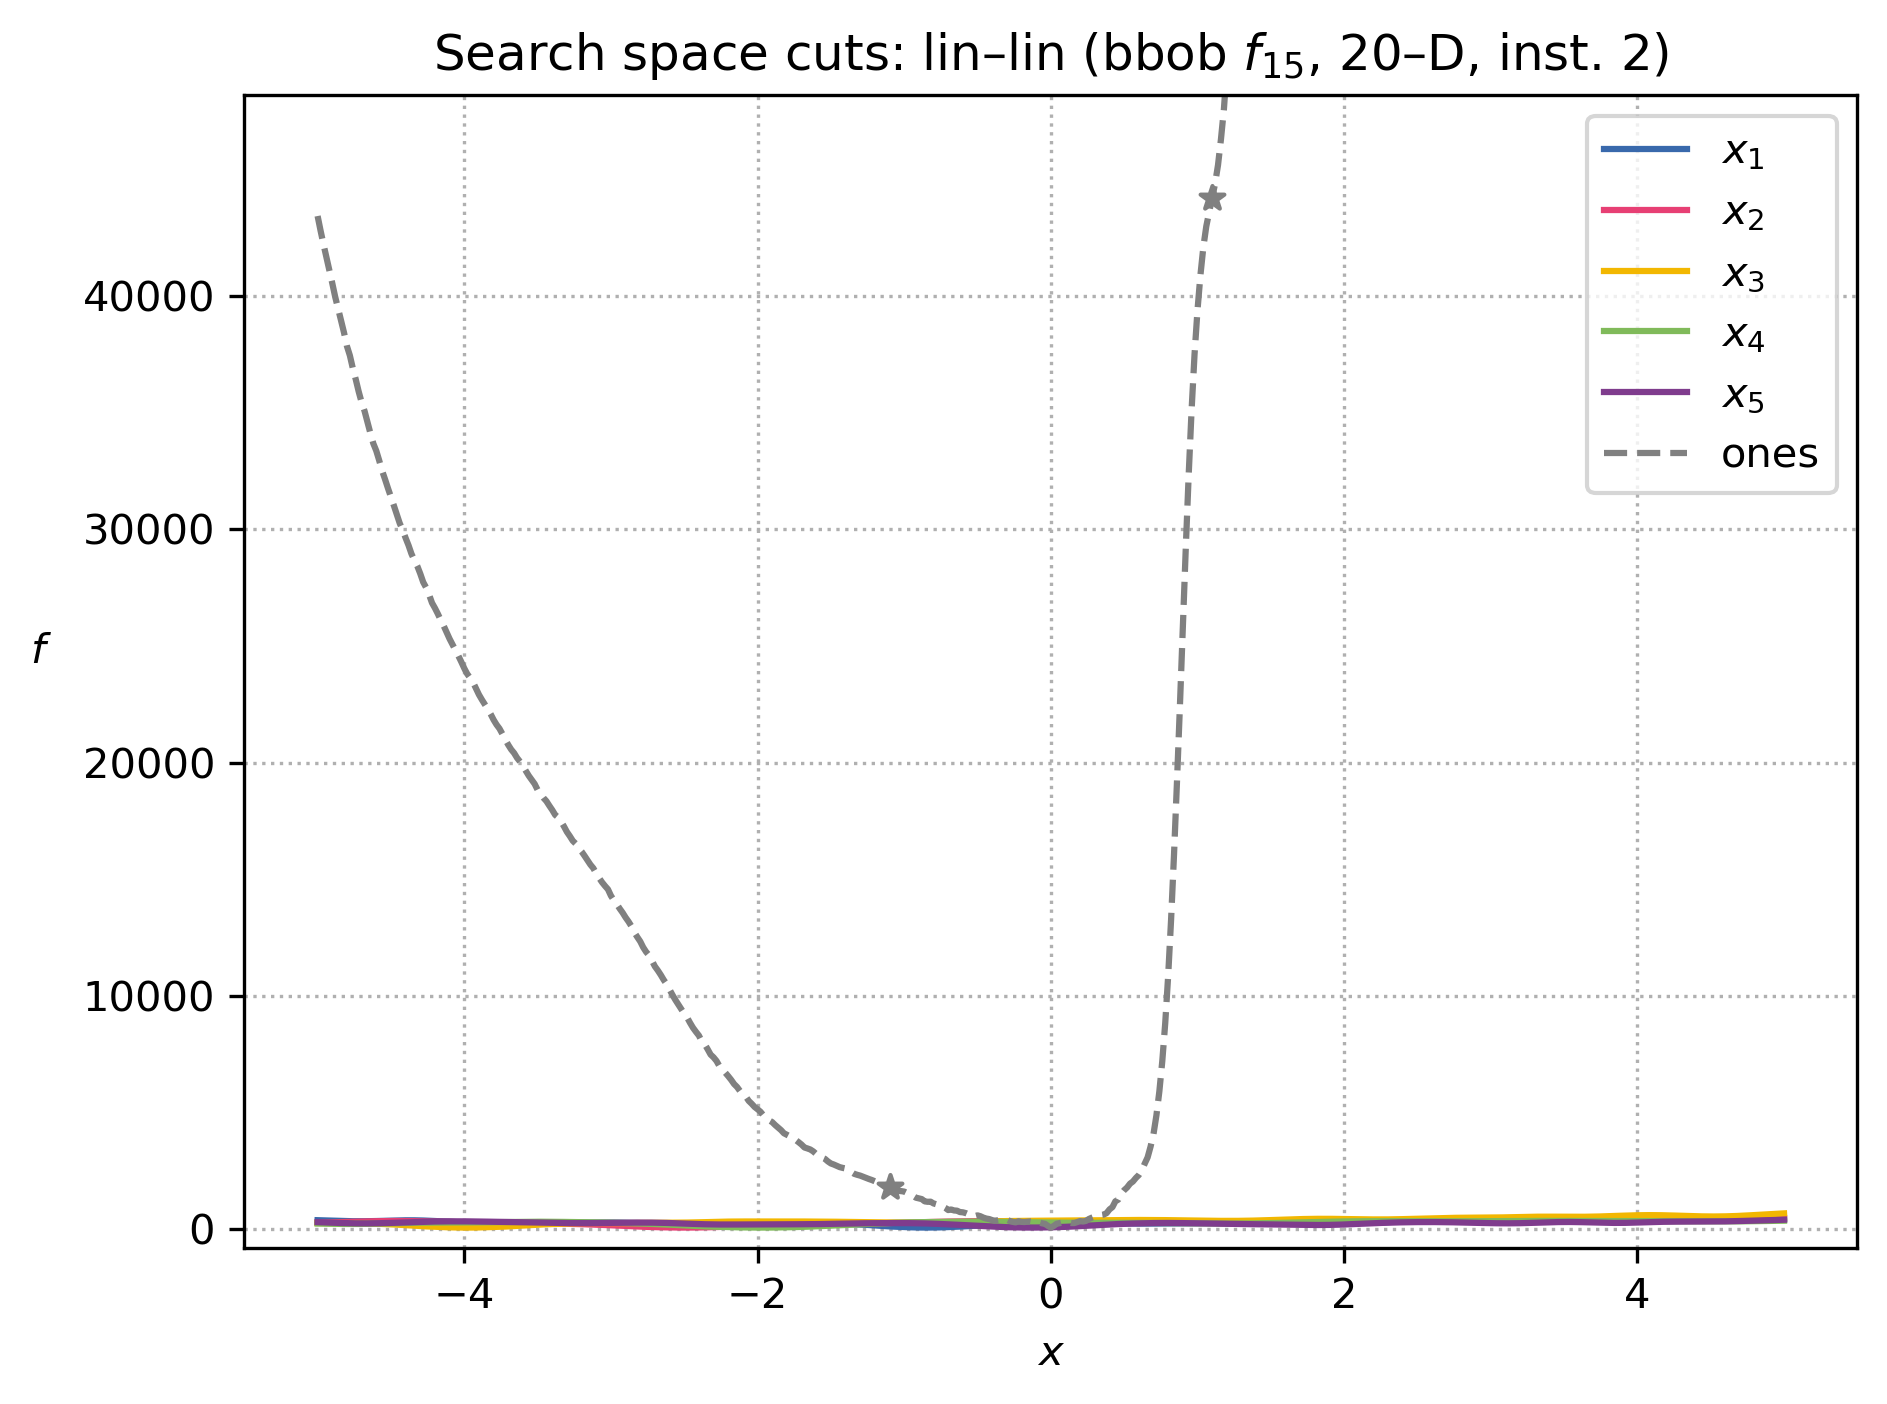 Search space cuts: lin–lin (bbob f₁₅, 20–D, inst. 2)
x₁
x₂
x₃
x₄
x₅
ones
40000
30000
f
20000
10000
0
−4 −2 0 2 4
x